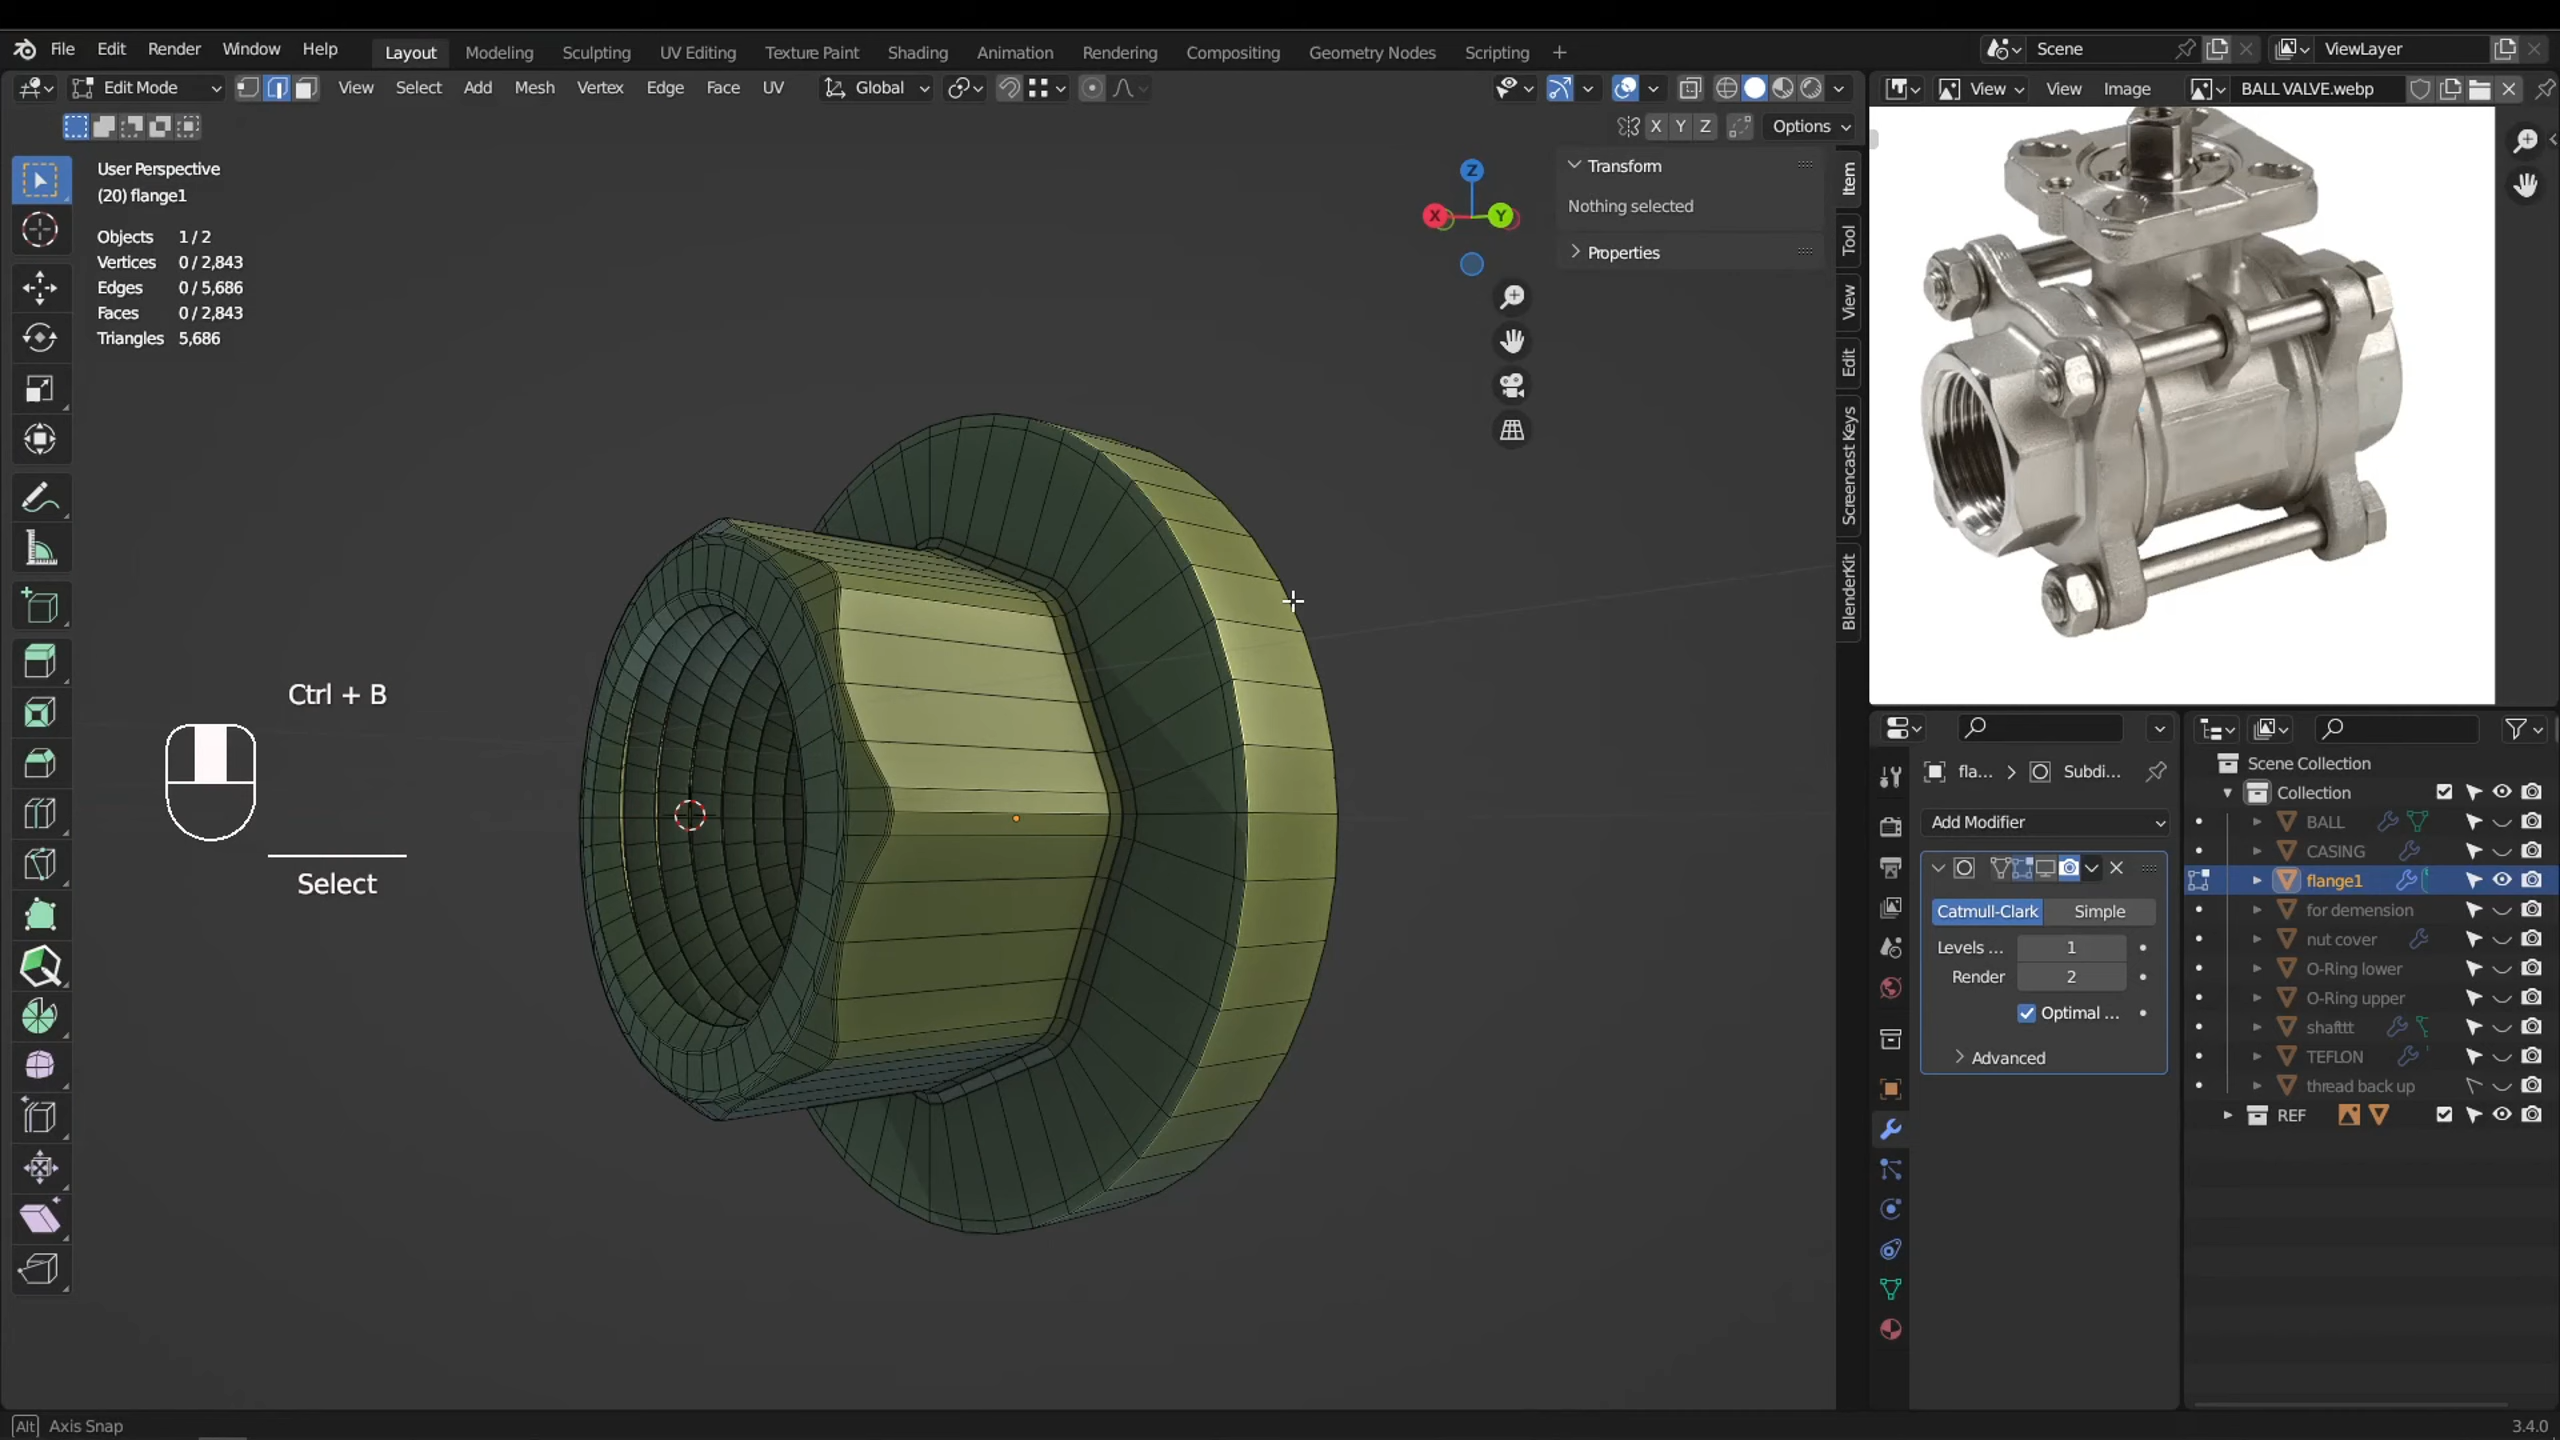 File Edit Render Window Help Layout Modeling Sculpting UV Editing Texture Paint Shading Animation Rendering Compositing Geometry Nodes Scripting + Scene ViewLayer
Edit Mode View Select Add Mesh Vertex Edge Face UV Global View View Image BALL VALVE.webp
X Y Z Options
User Perspective
(20) flange1
Objects 1 / 2
Vertices 0 / 2,843
Edges 0 / 5,686
Faces 0 / 2,843
Triangles 5,686
Z
X
Y
Transform
Nothing selected
Properties
Item
Tool
View
Edit
Screencast Keys
BlenderKit
Ctrl + B
Select
fla... > Subdi...
Add Modifier
Catmull-Clark Simple
Levels ... 1
Render 2
Optimal ...
Advanced
Scene Collection
Collection
BALL
CASING
flange1
for demension
nut cover
O-Ring lower
O-Ring upper
shafttt
TEFLON
thread back up
REF
Alt Axis Snap
3.4.0